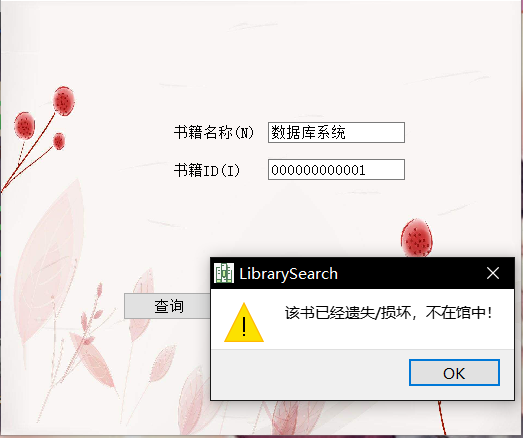 书籍名称(N) 数据库系统
书籍ID(I) 000000000001
LibrarySearch
查询
该书已经遗失/损坏，不在馆中!
OK